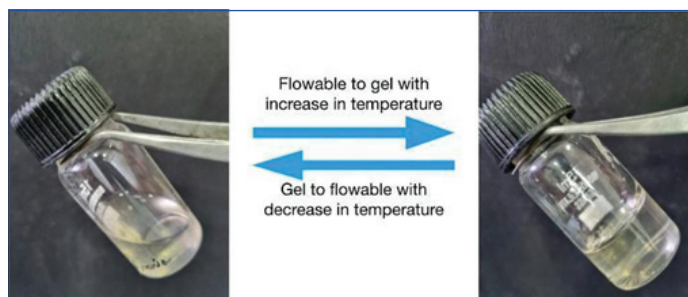 Flowable to gel with
increase in temperature
Gel to flowable with
decrease in temperature